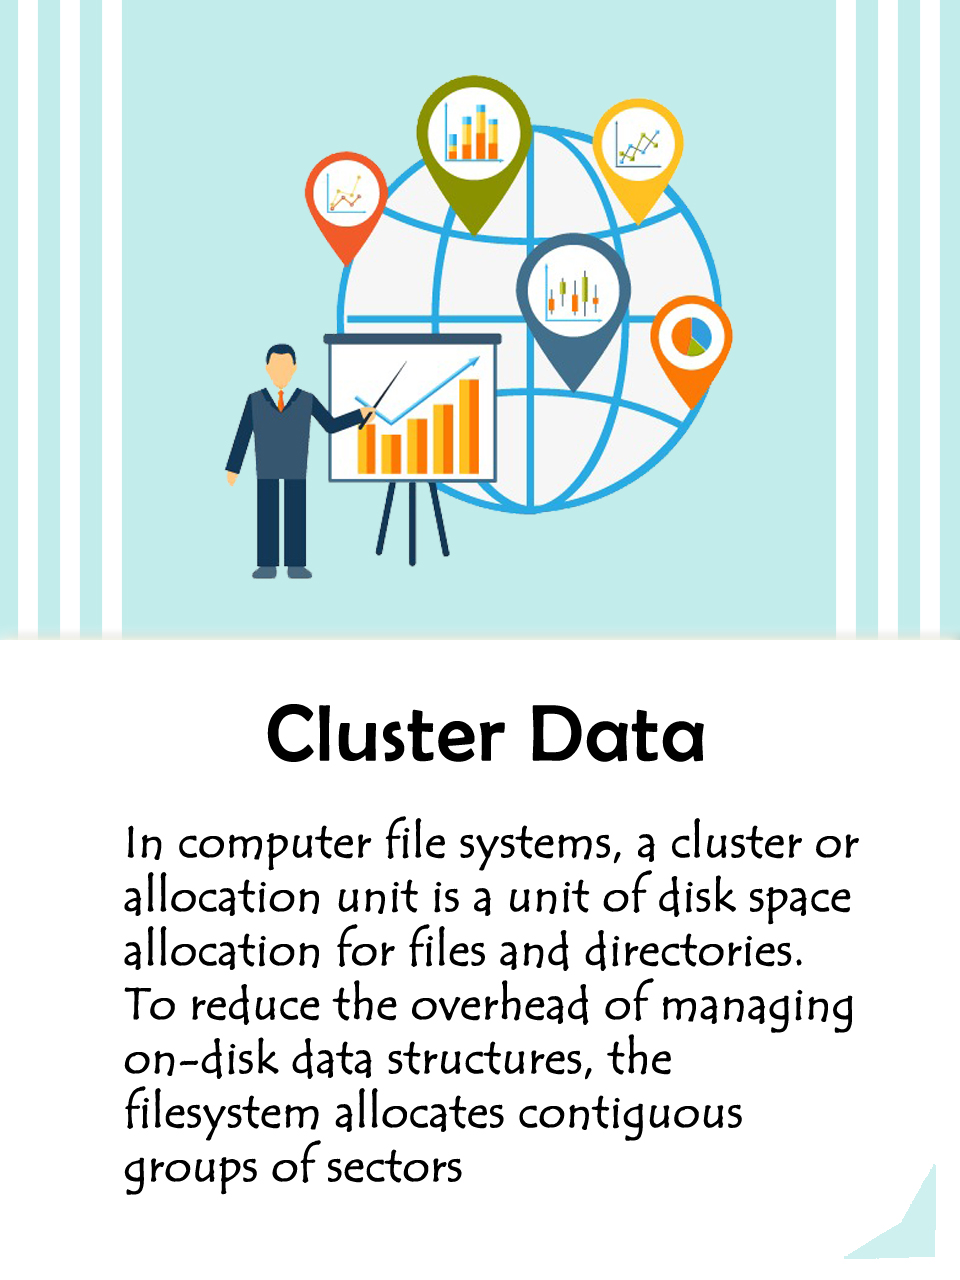 Cluster Data
In computer file systems, a cluster or
allocation unit is a unit of disk space
allocation for files and directories.
To reduce the overhead of managing
on-disk data structures, the
filesystem allocates contiguous
groups of sectors